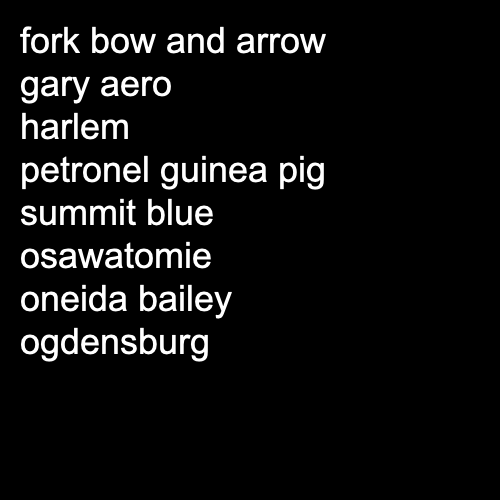 fork bow and arrow
gary aero
harlem
petronel guinea pig
summit blue
osawatomie
oneida bailey
ogdensburg